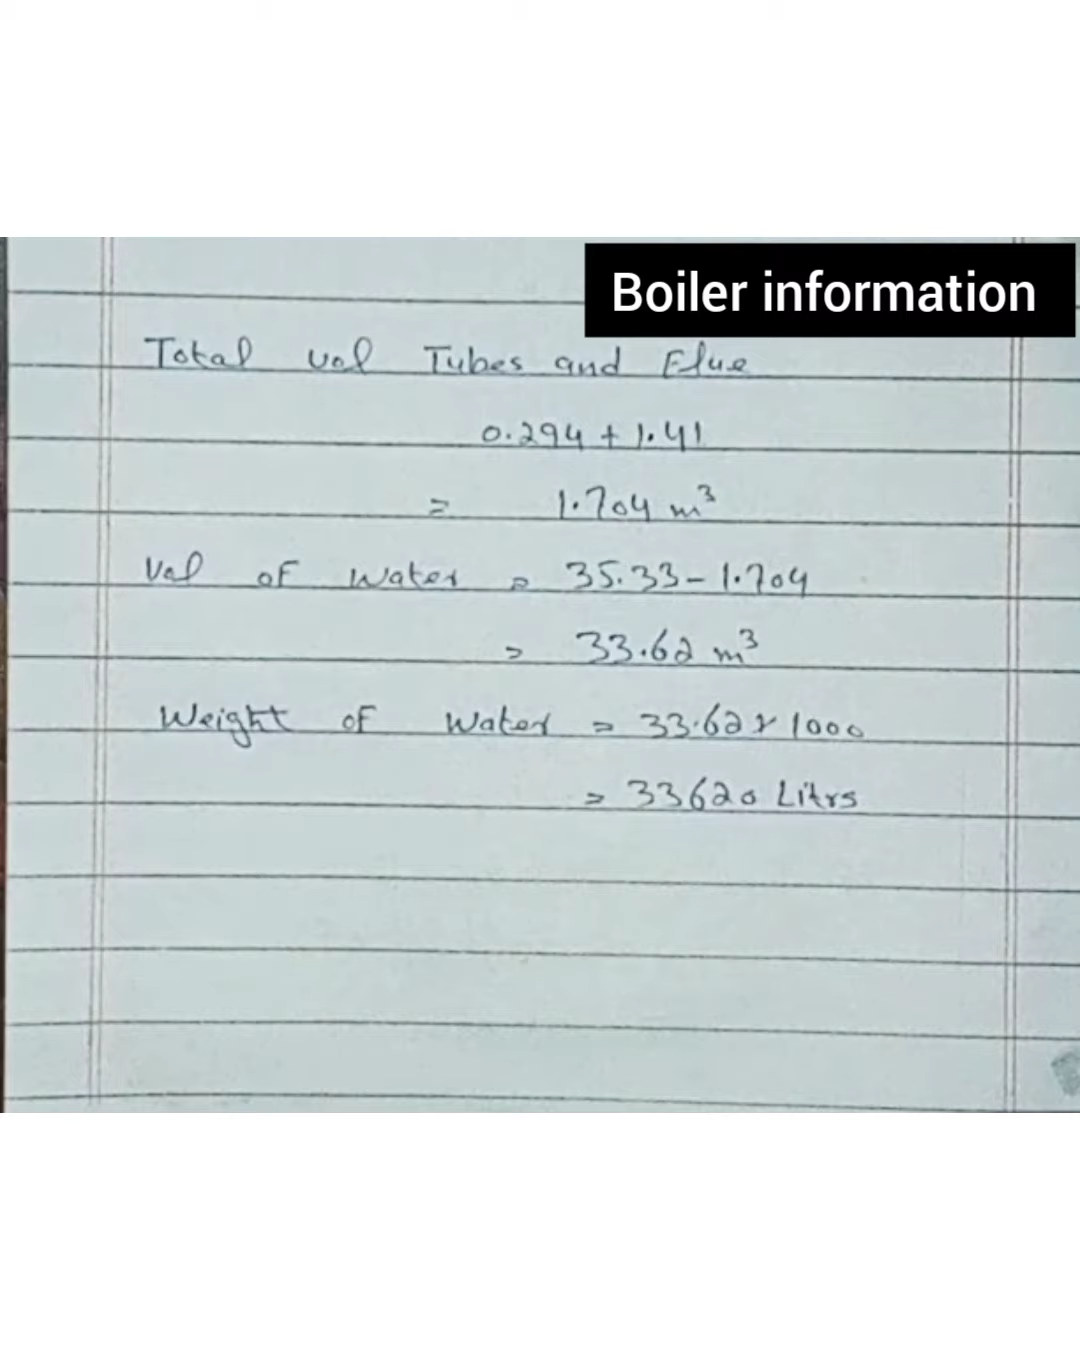 Boiler information
Total vol Tubes and Flue
0.294 + 1.41
= 1.704 m³
Vol of Water = 35.33 - 1.704
= 33.62 m³
Weight of Water = 33.62 x 1000
= 33620 Litrs